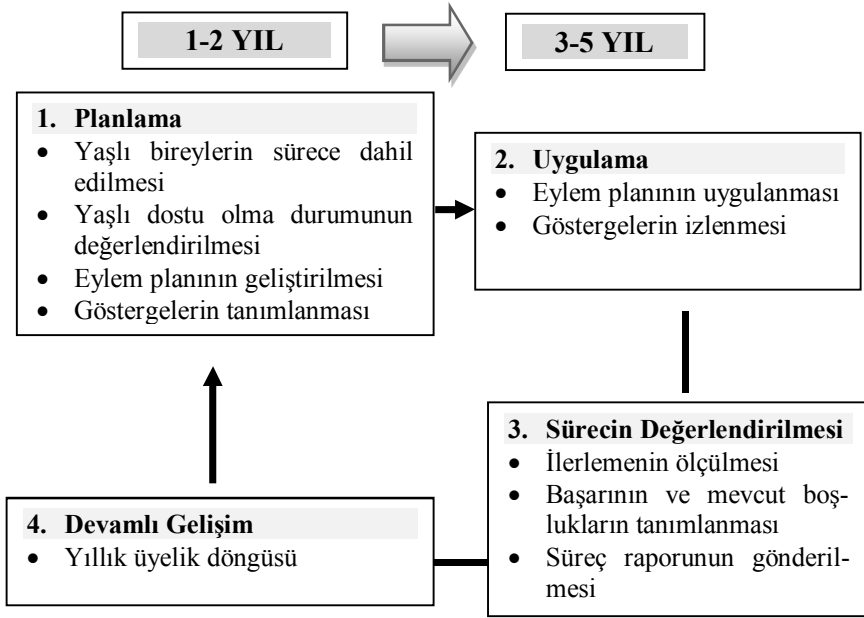 1-2 YIL
3-5 YIL
1. Planlama
• Yaşlı bireylerin sürece dahil
edilmesi
• Yaşlı dostu olma durumunun
değerlendirilmesi
• Eylem planının geliştirilmesi
• Göstergelerin tanımlanması
2. Uygulama
• Eylem planının uygulanması
• Göstergelerin izlenmesi
3. Sürecin Değerlendirilmesi
• İlerlemenin ölçülmesi
• Başarının ve mevcut boş-
lukların tanımlanması
• Süreç raporunun gönderil-
mesi
4. Devamlı Gelişim
• Yıllık üyelik döngüsü